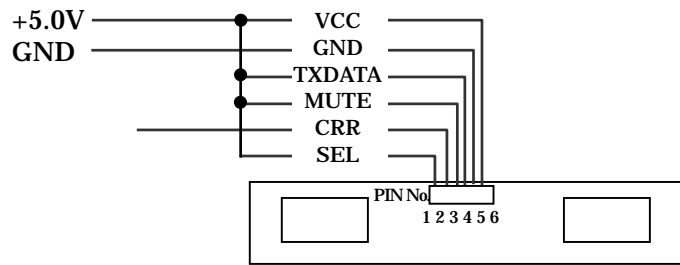 +5.0V VCC
GND GND
TXDATA
MUTE
CRR
SEL
PIN No.
1 2 3 4 5 6